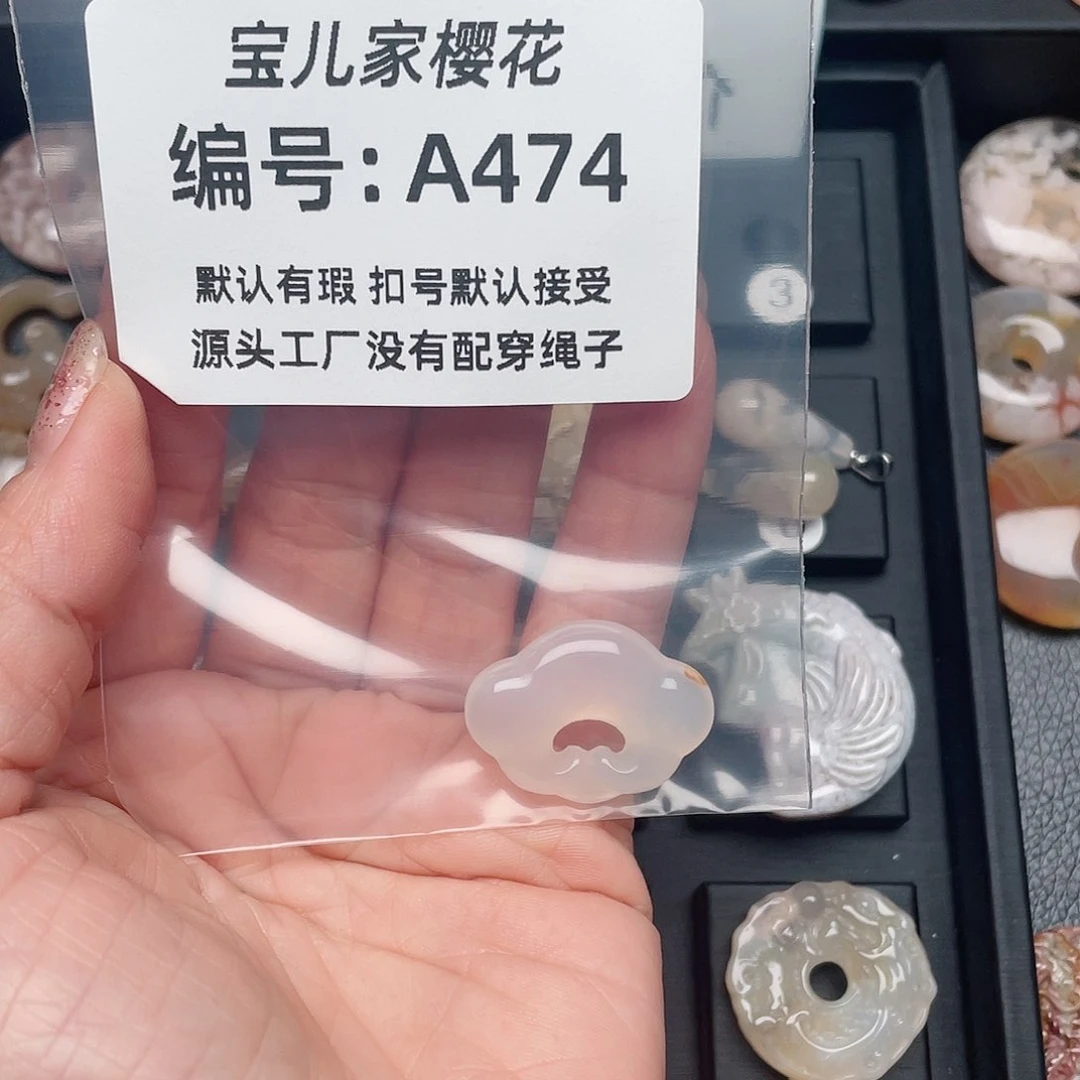 宝儿家樱花
编号：A474
默认有瑕 扣号默认接受
源头工厂没有配穿绳子
3